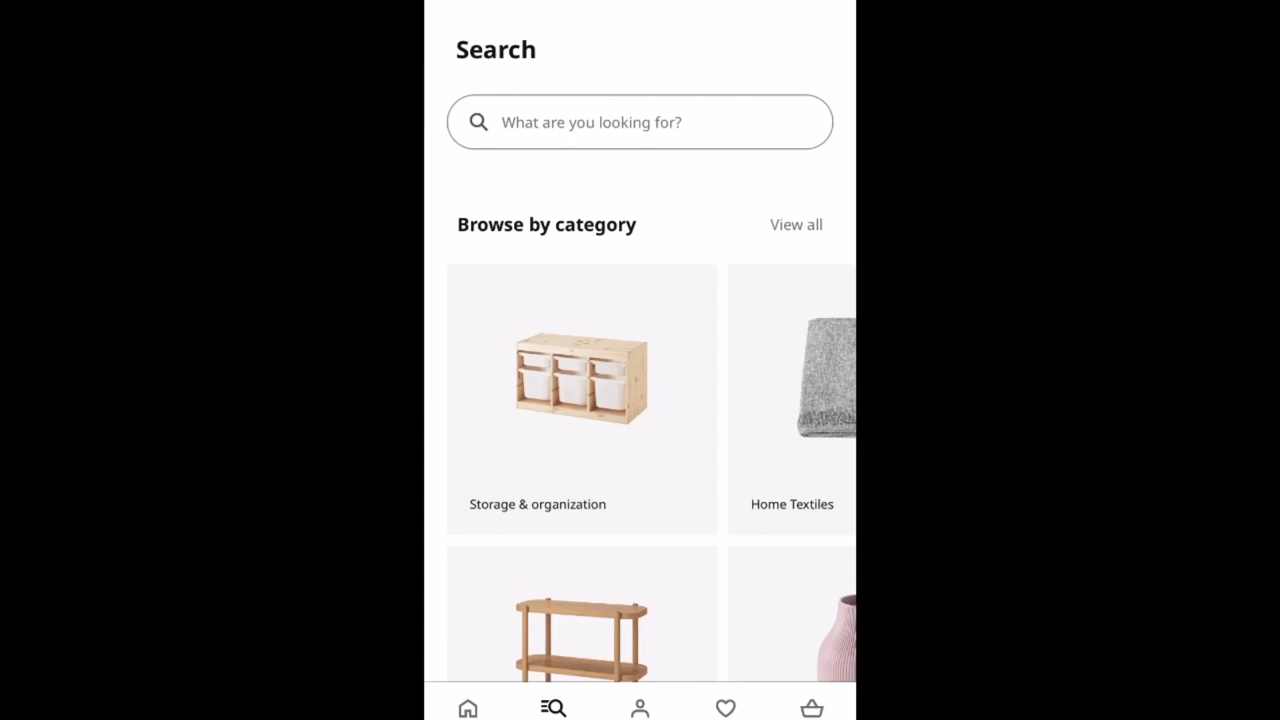 Search
What are you looking for?
Browse by category
View all
Storage & organization
Home Textiles